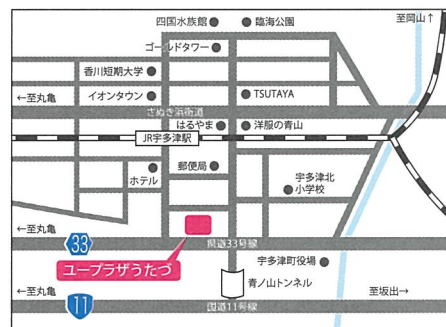 四国水族館
臨海公園
至岡山↑
ゴールドタワー
香川短期大学
←至丸亀
イオンタウン
TSUTAYA
さぬき浜街道
はるやま
洋服の青山
JR宇多津駅
郵便局
ホテル
宇多津北
小学校
←至丸亀
33
県道33号線
ユープラザうたづ
宇多津町役場
←至丸亀
青ノ山トンネル
至坂出→
11
国道11号線